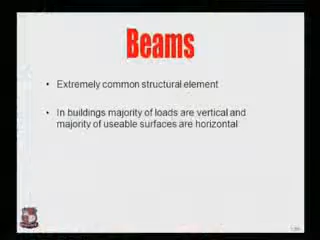 Beams
• Extremely common structural element
• In buildings majority of loads are vertical and
majority of useable surfaces are horizontal